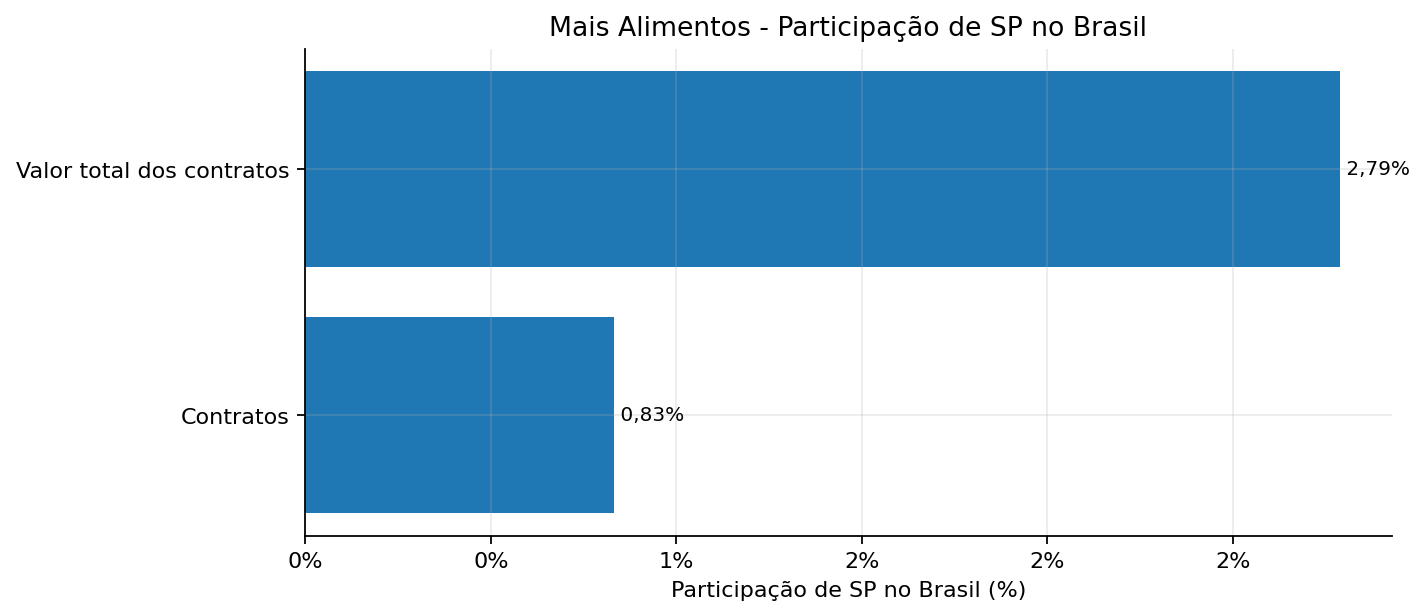 Mais Alimentos - Participação de SP no Brasil
Valor total dos contratos
2,79%
Contratos
0,83%
0% 0% 1% 2% 2% 2%
Participação de SP no Brasil (%)